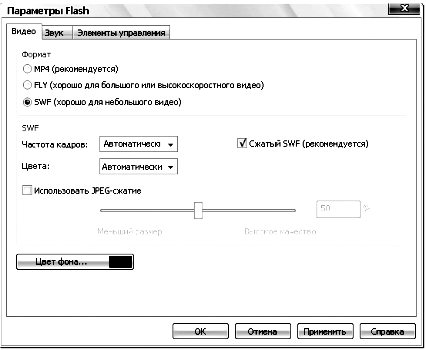 Параметры Flash
Видео Звук Элементы управления
Формат
MP4 (рекомендуется)
FLY (хорошо для большого или высокоскоростного видео)
SWF (хорошо для небольшого видео)
SWF
Частота кадров: Автоматически Сжатый SWF (рекомендуется)
Цвета: Автоматически
Использовать JPEG-сжатие
50 %
Меньший размер Высокое качество
Цвет фона...
OK Отмена Применить Справка